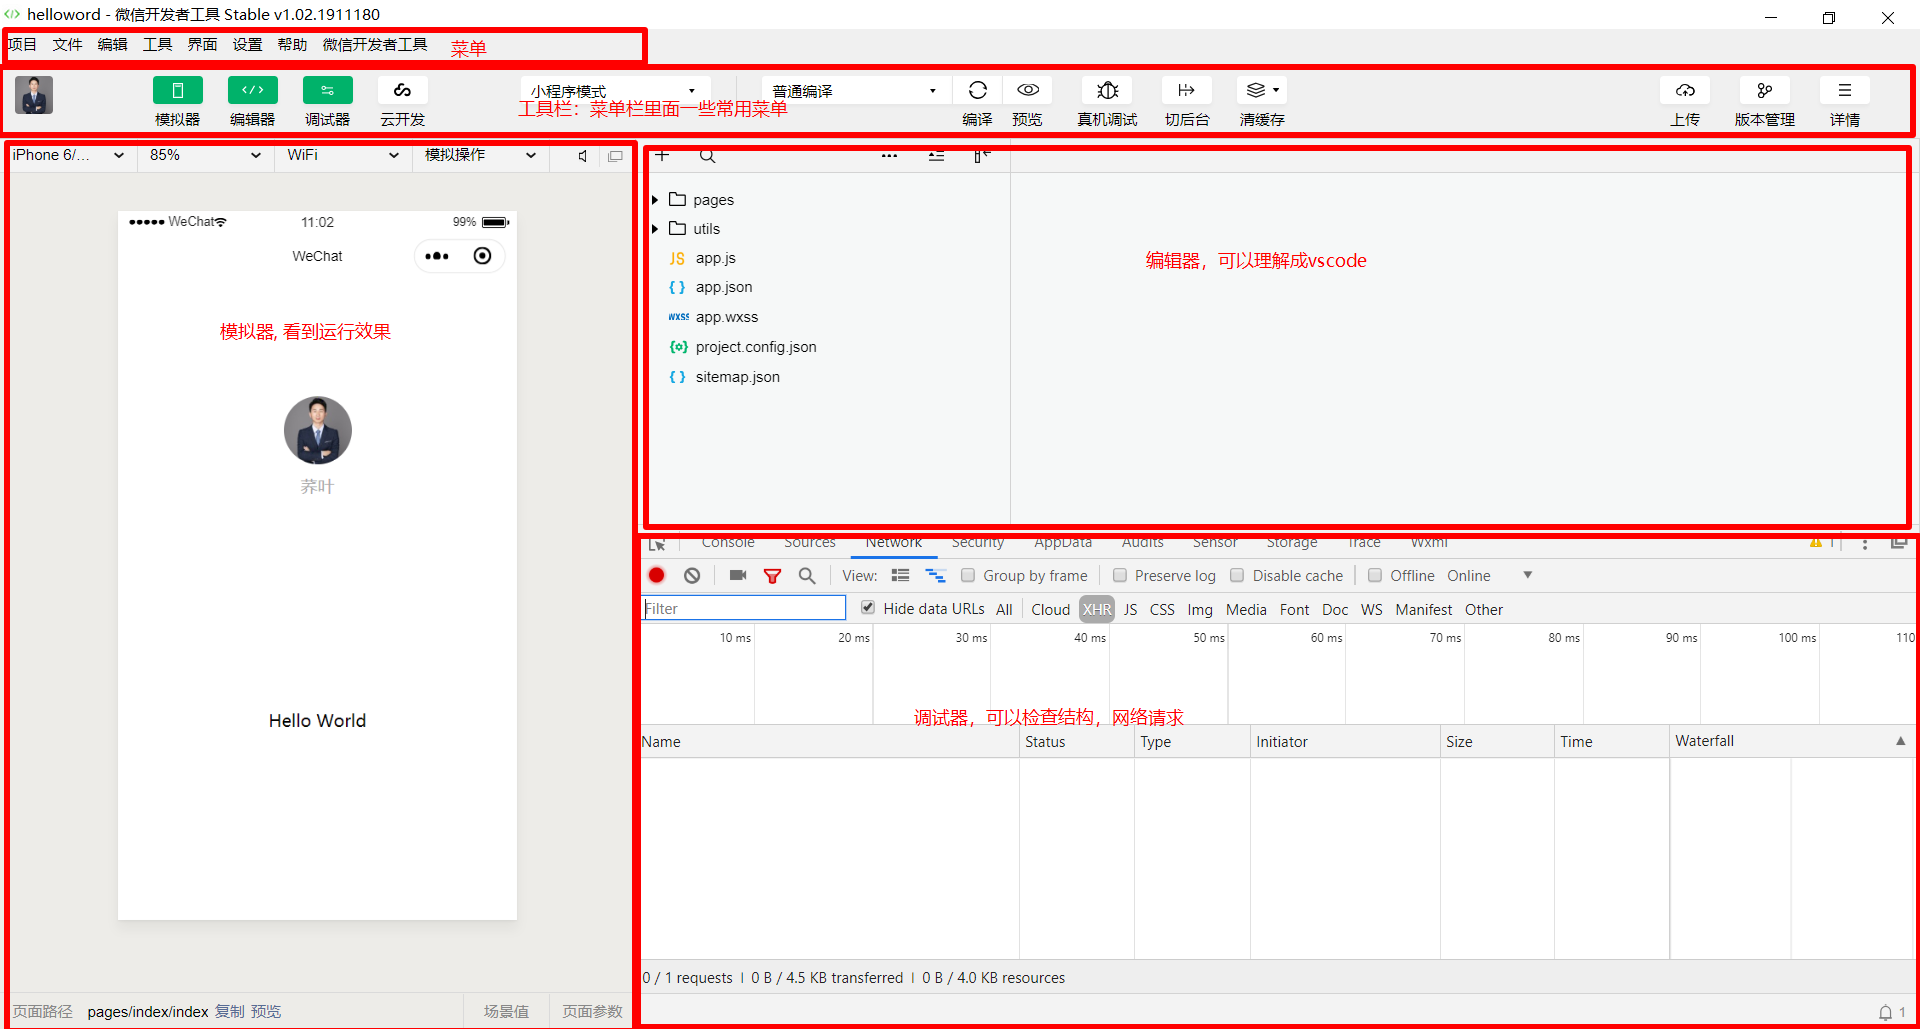 helloword - 微信开发者工具 Stable v1.02.1911180
项目 文件 编辑 工具 界面 设置 帮助 微信开发者工具 菜单
小程序模式 普通编译
工具栏：菜单栏里面一些常用菜单
模拟器 编辑器 调试器 云开发 编译 预览 真机调试 切后台 清缓存 上传 版本管理 详情
iPhone 6/... 85% WiFi 模拟操作
WeChat 11:02 99%
WeChat
模拟器, 看到运行效果
荞叶
Hello World
页面路径 pages/index/index 复制 预览 场景值 页面参数
pages
utils
JS app.js
{ } app.json
wxss app.wxss
project.config.json
{ } sitemap.json
编辑器，可以理解成vscode
Console Sources Network Security AppData Audits Sensor Storage Trace Wxml 1
View: Group by frame Preserve log Disable cache Offline Online
Filter Hide data URLs All Cloud XHR JS CSS Img Media Font Doc WS Manifest Other
10 ms 20 ms 30 ms 40 ms 50 ms 60 ms 70 ms 80 ms 90 ms 100 ms 110
调试器，可以检查结构，网络请求
Name Status Type Initiator Size Time Waterfall
0 / 1 requests | 0 B / 4.5 KB transferred | 0 B / 4.0 KB resources
1